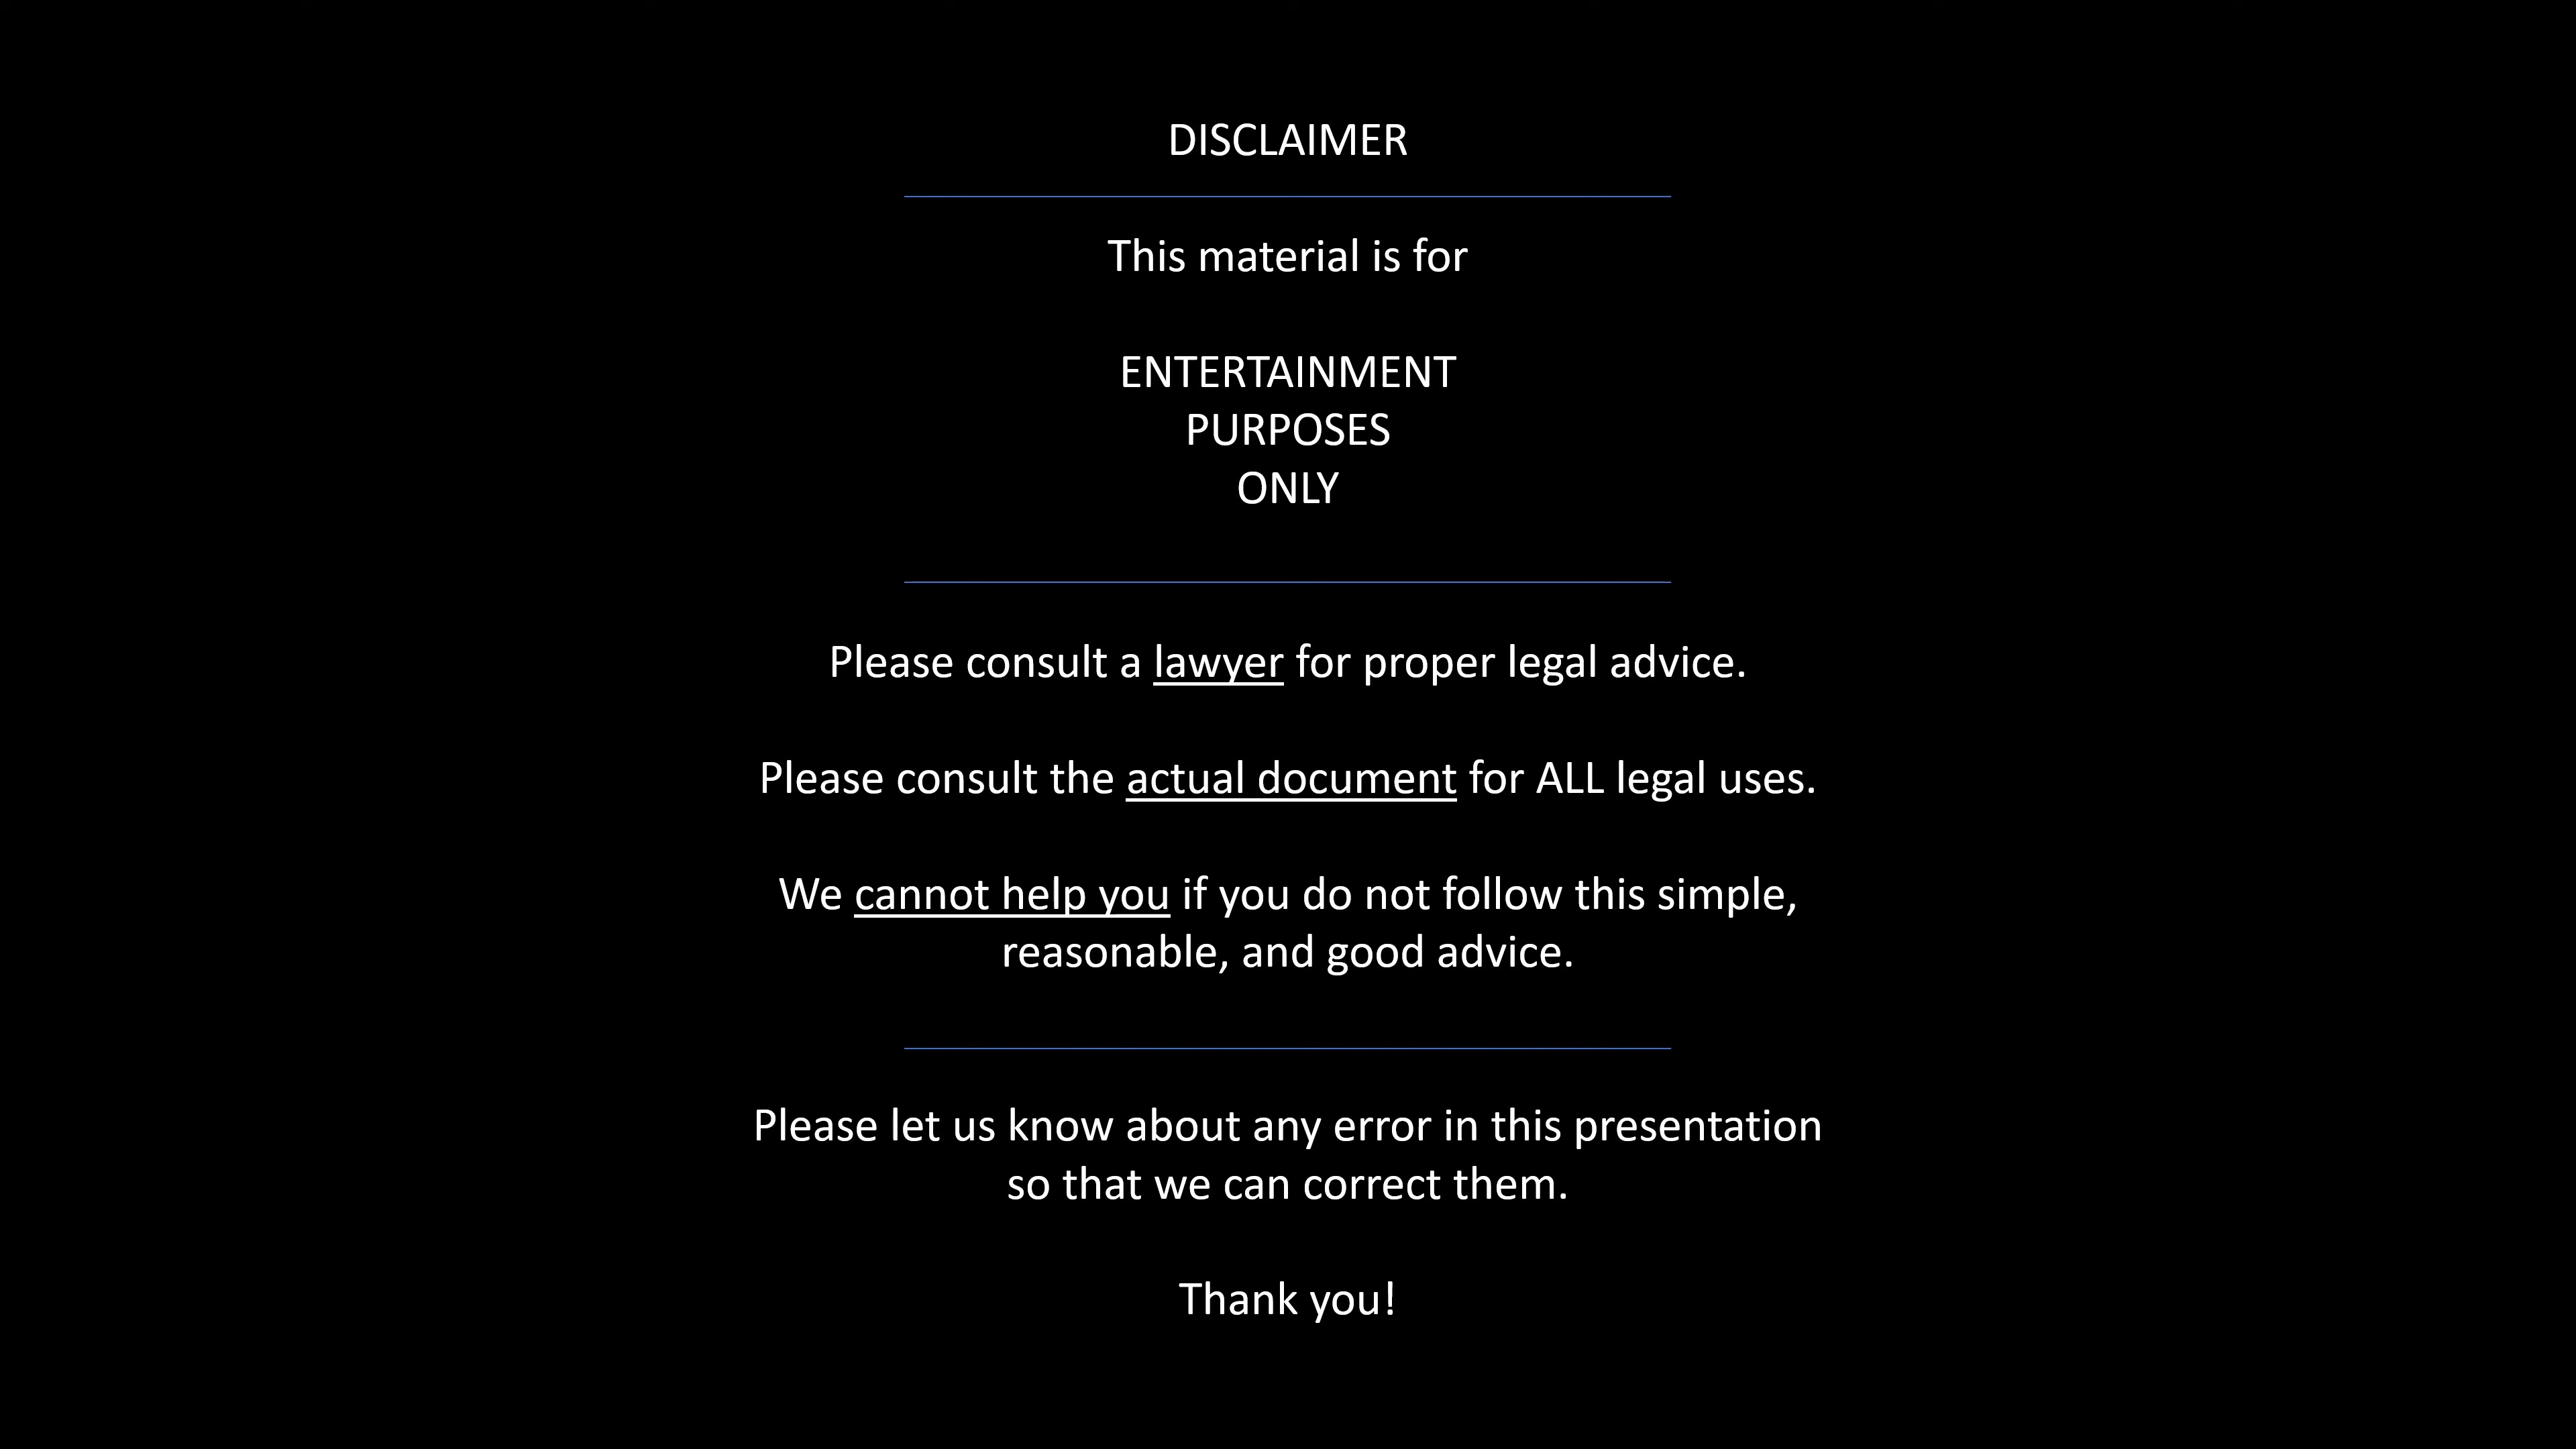 DISCLAIMER
This material is for
ENTERTAINMENT
PURPOSES
ONLY
Please consult a lawyer for proper legal advice.
Please consult the actual document for ALL legal uses.
We cannot help you if you do not follow this simple,
reasonable, and good advice.
Please let us know about any error in this presentation
so that we can correct them.
Thank you!